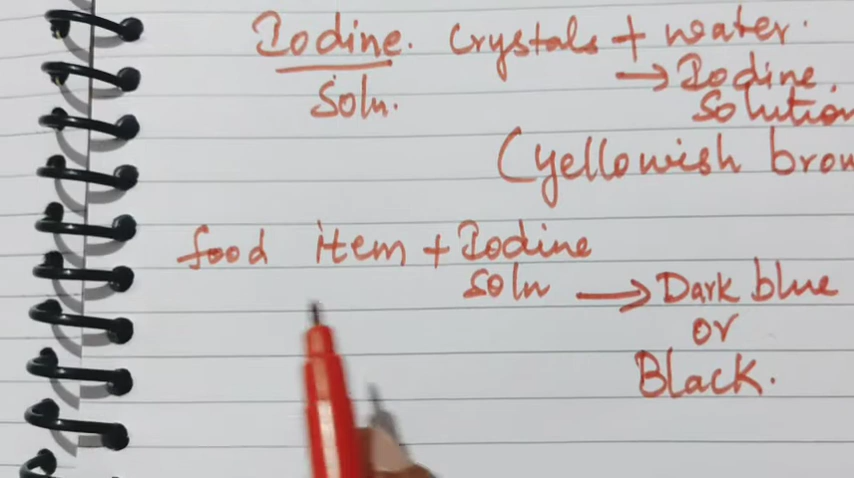 Iodine. Crystals + water.
Soln. → Iodine.
solution
(yellowish brow
food item + Iodine
soln → Dark blue
or
Black.